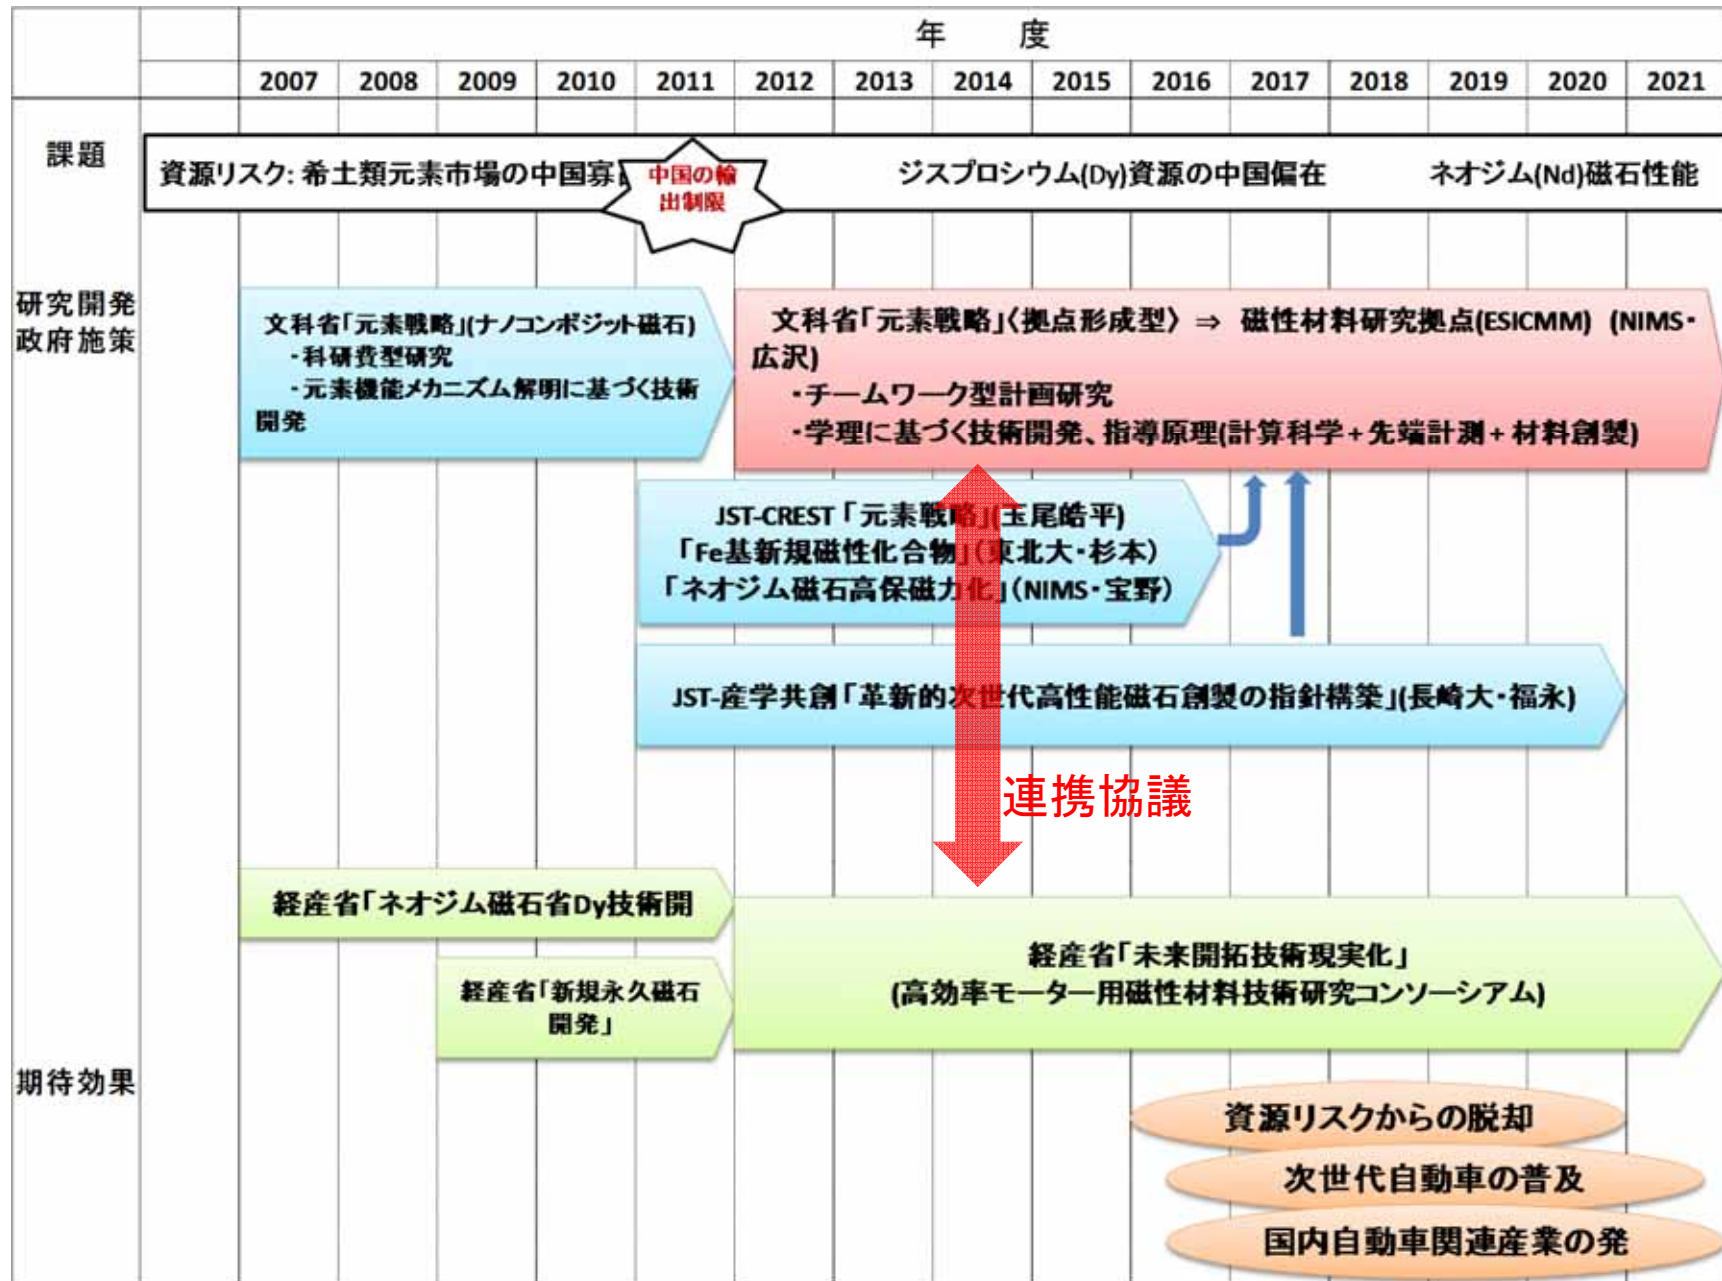 年 度
2007 2008 2009 2010 2011 2012 2013 2014 2015 2016 2017 2018 2019 2020 2021
課題
資源リスク: 希土類元素市場の中国寡
中国の輸
出制限
ジスプロシウム(Dy)資源の中国偏在
ネオジム(Nd)磁石性能
研究開発
政府施策
文科省「元素戦略」(ナノコンポジット磁石)
・科研費型研究
・元素機能メカニズム解明に基づく技術
開発
文科省「元素戦略」〈拠点形成型〉 ⇒ 磁性材料研究拠点(ESICMM) (NIMS・
広沢)
・チームワーク型計画研究
・学理に基づく技術開発、指導原理(計算科学+先端計測+材料創製)
JST-CREST「元素戦略」(玉尾皓平)
「Fe基新規磁性化合物」(東北大・杉本)
「ネオジム磁石高保磁力化」(NIMS・宝野)
JST-産学共創「革新的次世代高性能磁石創製の指針構築」(長崎大・福永)
連携協議
経産省「ネオジム磁石省Dy技術開
経産省「新規永久磁石
開発」
経産省「未来開拓技術現実化」
(高効率モーター用磁性材料技術研究コンソーシアム)
期待効果
資源リスクからの脱却
次世代自動車の普及
国内自動車関連産業の発